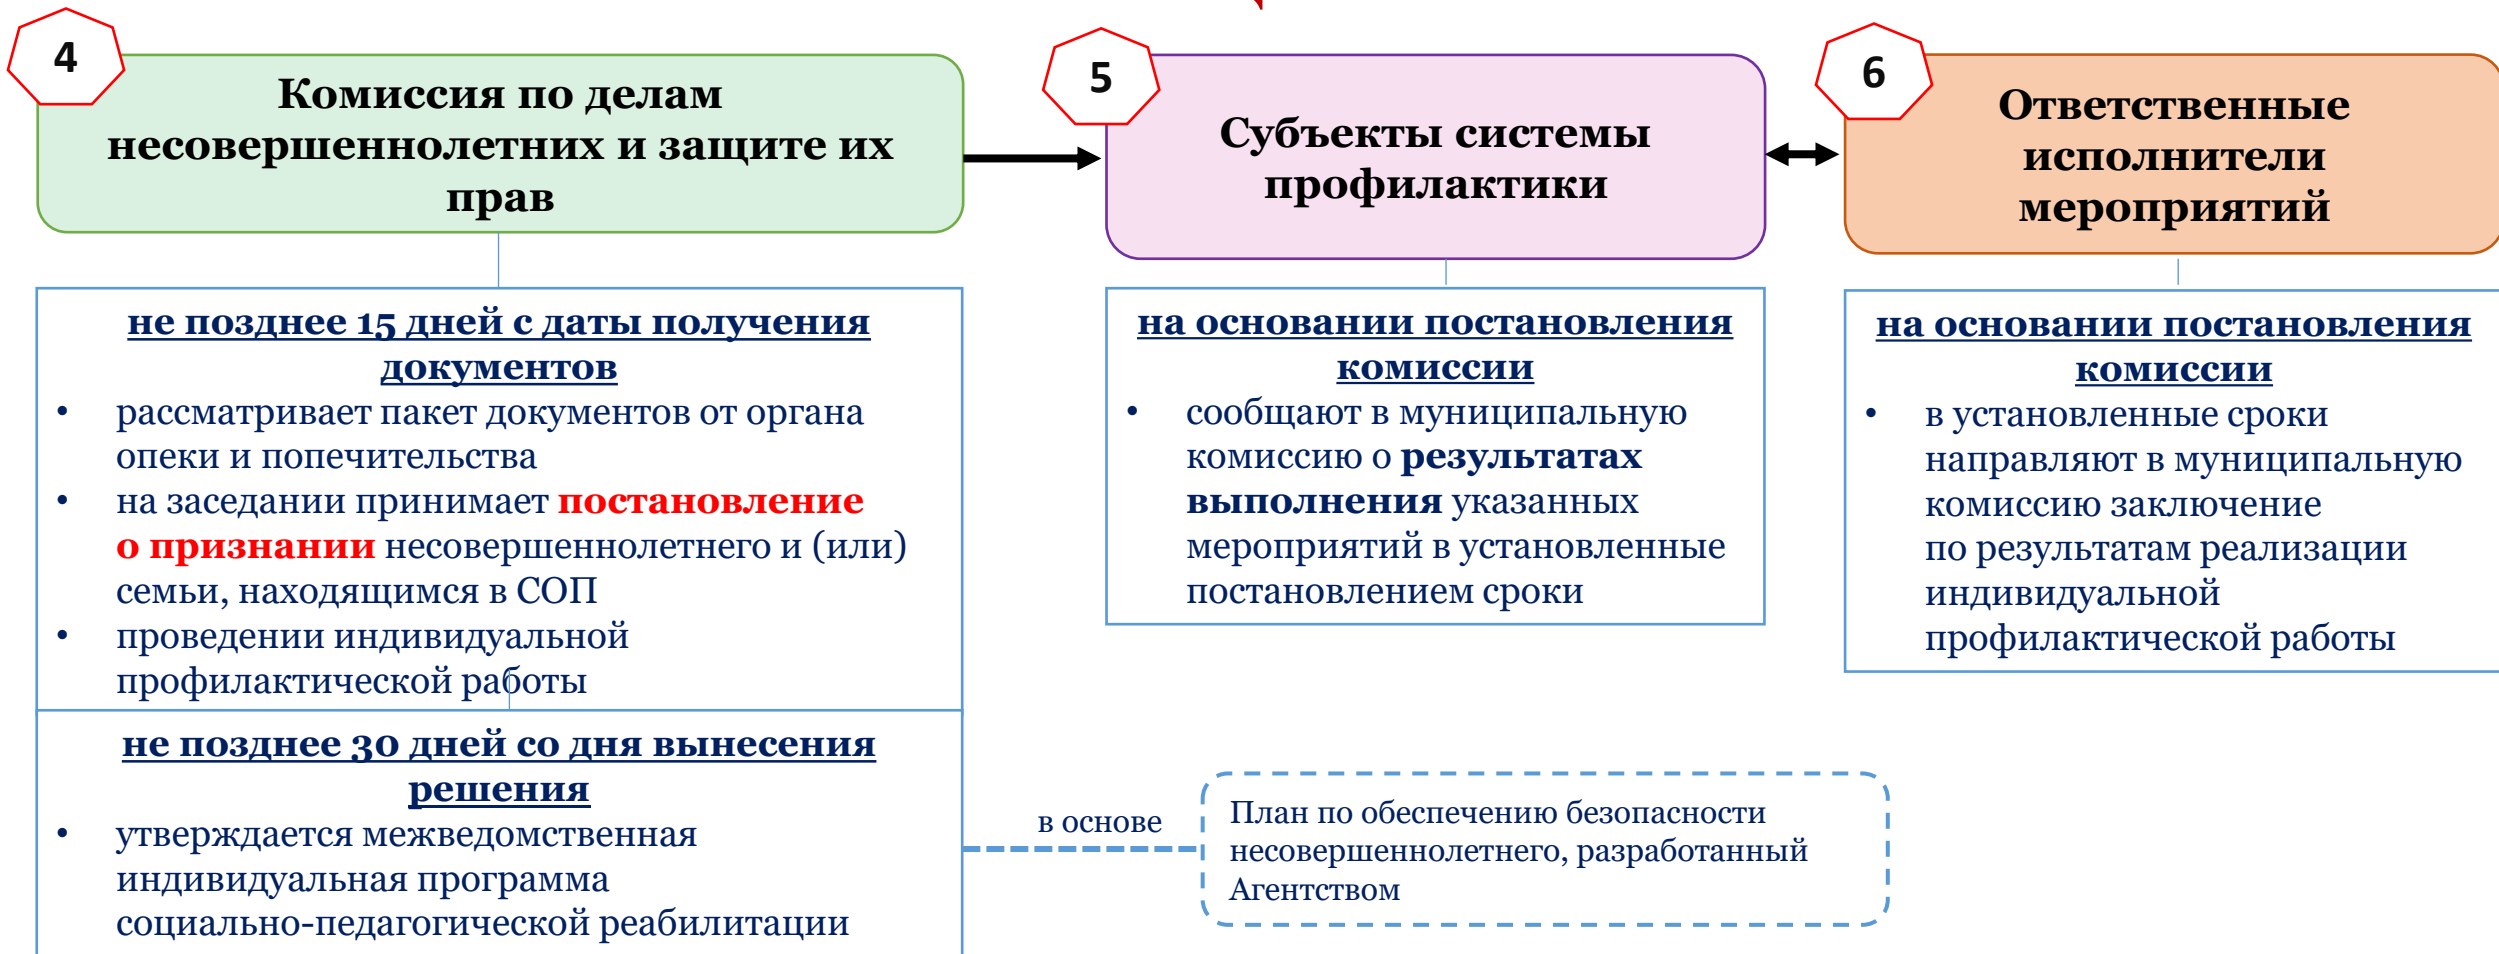 4
Комиссия по делам
несовершеннолетних и защите их
прав
не позднее 15 дней с даты получения
документов
• рассматривает пакет документов от органа
опеки и попечительства
• на заседании принимает постановление
о признании несовершеннолетнего и (или)
семьи, находящимся в СОП
• проведении индивидуальной
профилактической работы
не позднее 30 дней со дня вынесения
решения
• утверждается межведомственная
индивидуальная программа
социально-педагогической реабилитации
5
Субъекты системы
профилактики
на основании постановления
комиссии
• сообщают в муниципальную
комиссию о результатах
выполнения указанных
мероприятий в установленные
постановлением сроки
6
Ответственные
исполнители
мероприятий
на основании постановления
комиссии
• в установленные сроки
направляют в муниципальную
комиссию заключение
по результатам реализации
индивидуальной
профилактической работы
в основе
План по обеспечению безопасности
несовершеннолетнего, разработанный
Агентством